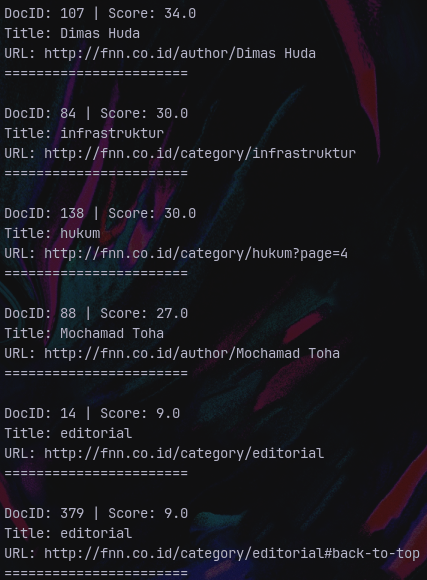 DocID: 107 | Score: 34.0
Title: Dimas Huda
URL: http://fnn.co.id/author/Dimas Huda
=======================
DocID: 84 | Score: 30.0
Title: infrastruktur
URL: http://fnn.co.id/category/infrastruktur
=======================
DocID: 138 | Score: 30.0
Title: hukum
URL: http://fnn.co.id/category/hukum?page=4
=======================
DocID: 88 | Score: 27.0
Title: Mochamad Toha
URL: http://fnn.co.id/author/Mochamad Toha
=======================
DocID: 14 | Score: 9.0
Title: editorial
URL: http://fnn.co.id/category/editorial
=======================
DocID: 379 | Score: 9.0
Title: editorial
URL: http://fnn.co.id/category/editorial#back-to-top
=======================